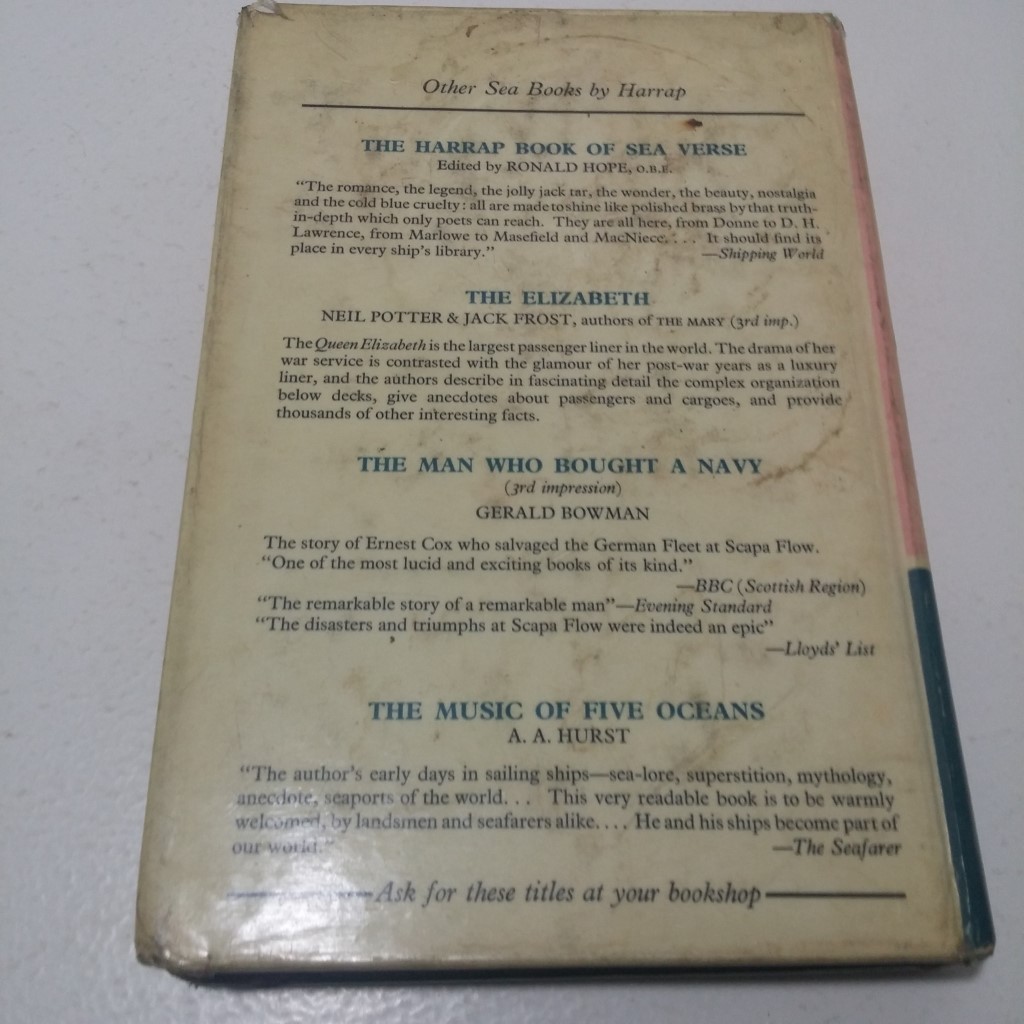 Other Sea Books by Harrap
THE HARRAP BOOK OF SEA VERSE
Edited by RONALD HOPE, O.B.E.
“The romance, the legend, the jolly jack tar, the wonder, the beauty, nostalgia
and the cold blue cruelty: all are made to shine like polished brass by that truth-
in-depth which only poets can reach. They are all here, from Donne to D. H.
Lawrence, from Marlowe to Masefield and MacNiece. . . . It should find its
place in every ship's library.” —Shipping World
THE ELIZABETH
NEIL POTTER & JACK FROST, authors of THE MARY (3rd imp.)
The Queen Elizabeth is the largest passenger liner in the world. The drama of her
war service is contrasted with the glamour of her post-war years as a luxury
liner, and the authors describe in fascinating detail the complex organization
below decks, give anecdotes about passengers and cargoes, and provide
thousands of other interesting facts.
THE MAN WHO BOUGHT A NAVY
(3rd impression)
GERALD BOWMAN
The story of Ernest Cox who salvaged the German Fleet at Scapa Flow.
“One of the most lucid and exciting books of its kind.”
—BBC (Scottish Region)
“The remarkable story of a remarkable man”—Evening Standard
“The disasters and triumphs at Scapa Flow were indeed an epic”
—Lloyds' List
THE MUSIC OF FIVE OCEANS
A. A. HURST
“The author's early days in sailing ships—sea-lore, superstition, mythology,
anecdote, seaports of the world. . . This very readable book is to be warmly
welcomed, by landsmen and seafarers alike. . . . He and his ships become part of
our world.” —The Seafarer
Ask for these titles at your bookshop